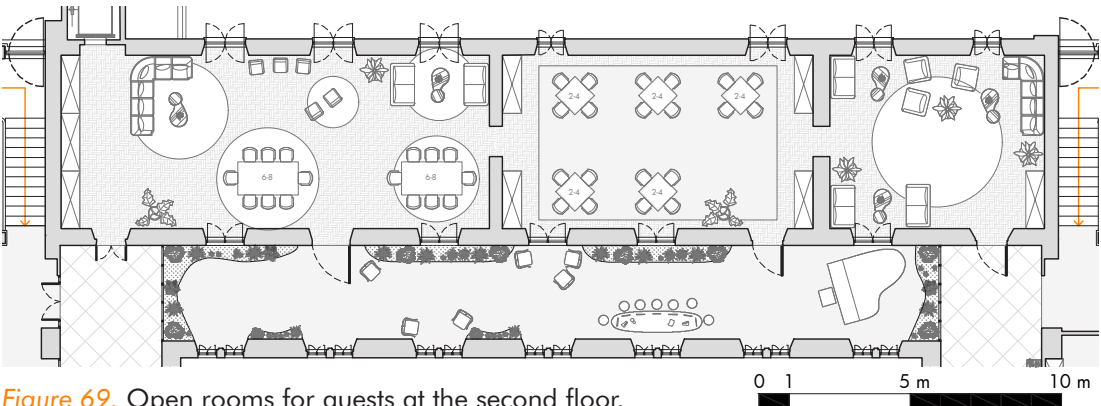 2-4 2-4 2-4
6-8 6-8
2-4 2-4
0 1 5 m 10 m
Figure 69. Open rooms for guests at the second floor.